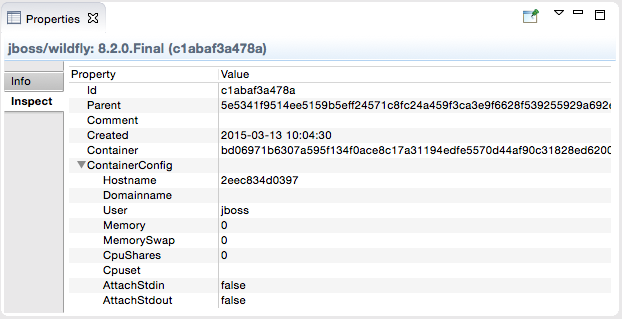 Properties
jboss/wildfly: 8.2.0.Final (c1abaf3a478a)
Info
Inspect
Property Value
Id c1abaf3a478a
Parent 5e5341f9514ee5159b5eff24571c8fc24a459f3ca3e9f6628f539255929a692e
Comment
Created 2015-03-13 10:04:30
Container bd06971b6307a595f134f0ace8c17a31194edfe5570d44af90c31828ed6200
ContainerConfig
Hostname 2eec834d0397
Domainname
User jboss
Memory 0
MemorySwap 0
CpuShares 0
Cpuset
AttachStdin false
AttachStdout false